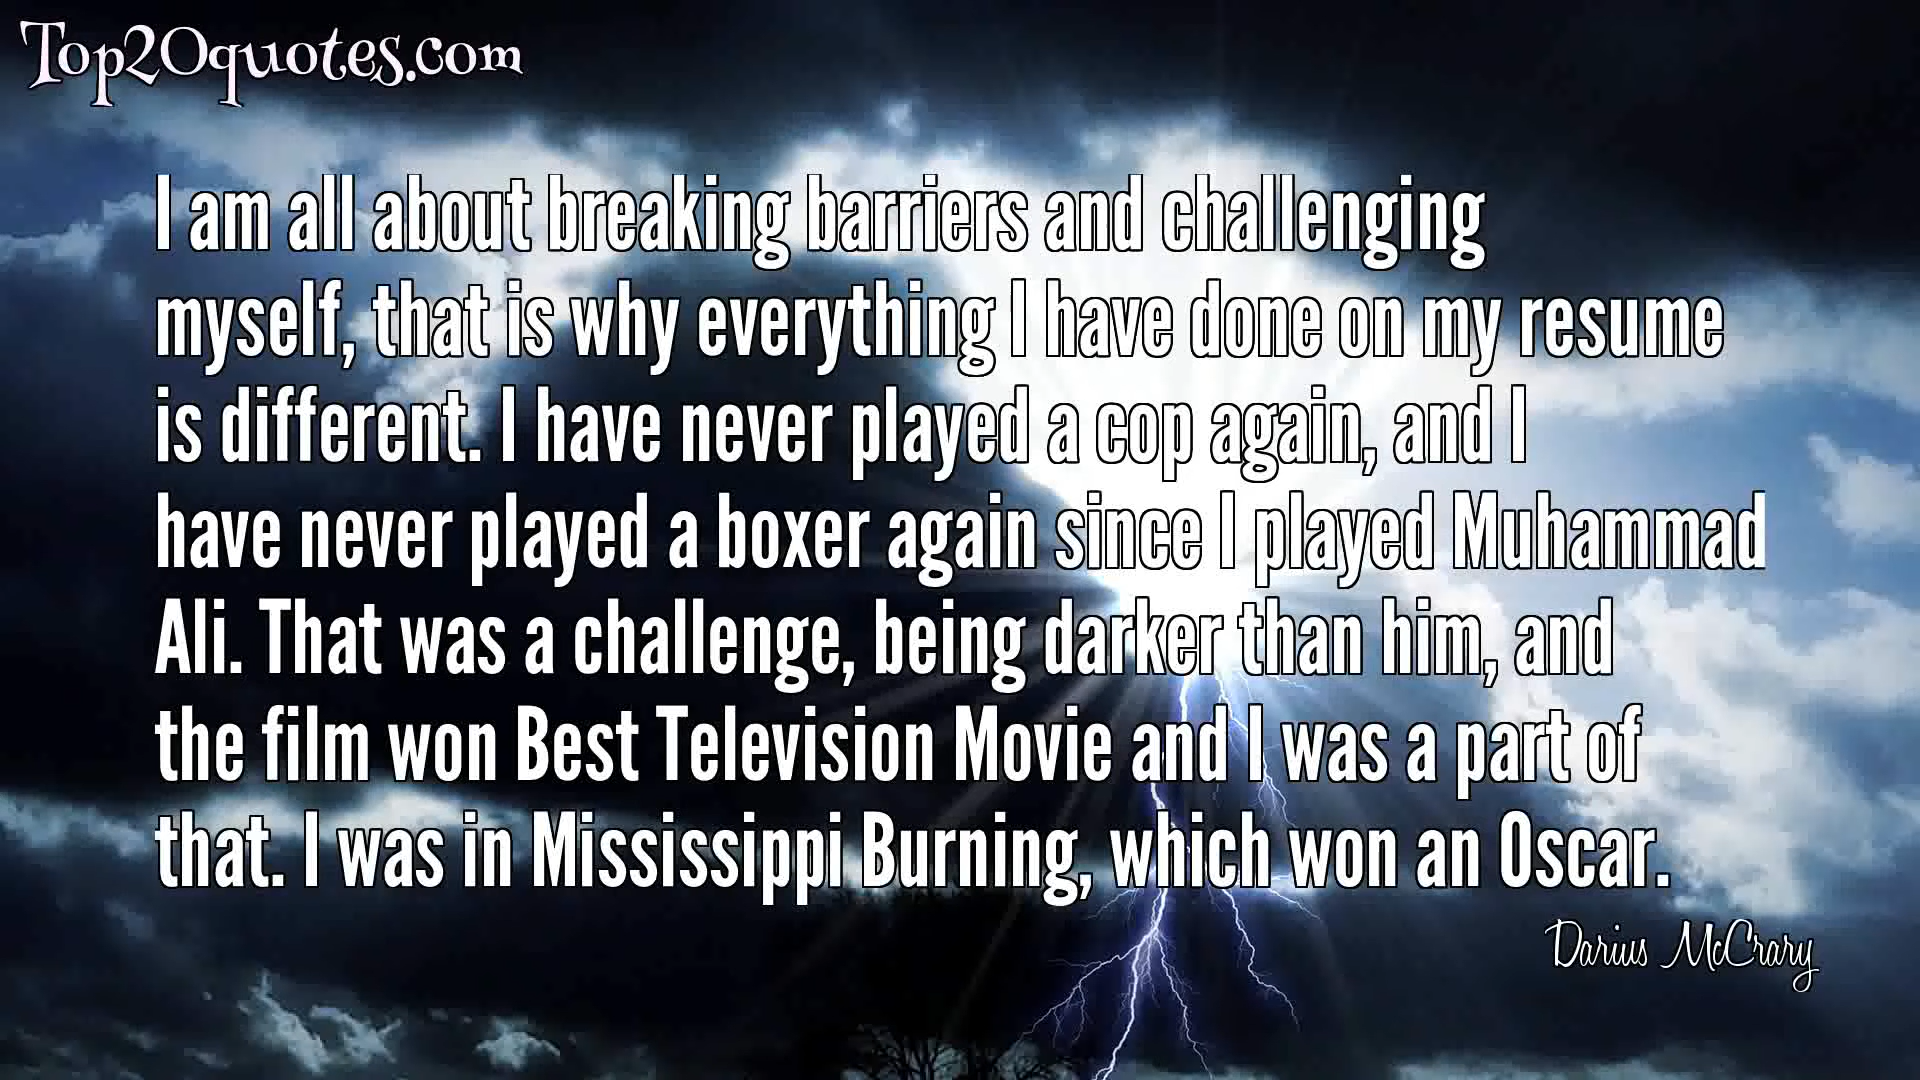 Top20quotes.com
I am all about breaking barriers and challenging
myself, that is why everything I have done on my resume
is different. I have never played a cop again, and I
have never played a boxer again since I played Muhammad
Ali. That was a challenge, being darker than him, and
the film won Best Television Movie and I was a part of
that. I was in Mississippi Burning, which won an Oscar.
Darius McCrary